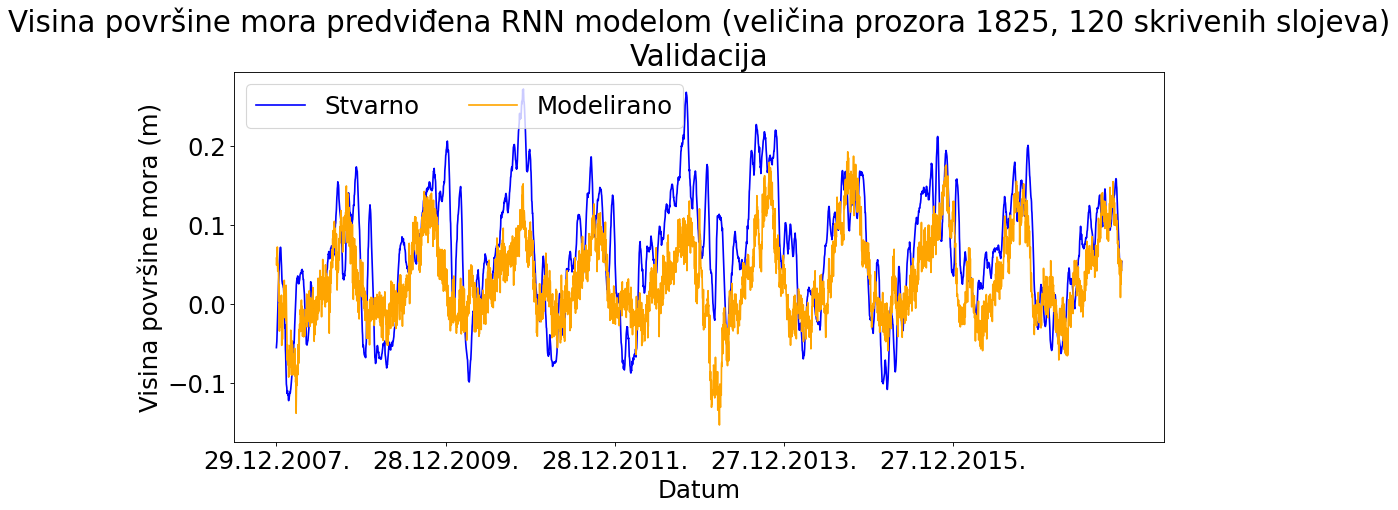 Visina površine mora predviđena RNN modelom (veličina prozora 1825, 120 skrivenih slojeva)
Validacija
Stvarno Modelirano
Visina površine mora (m)
0.2
0.1
0.0
−0.1
29.12.2007. 28.12.2009. 28.12.2011. 27.12.2013. 27.12.2015.
Datum